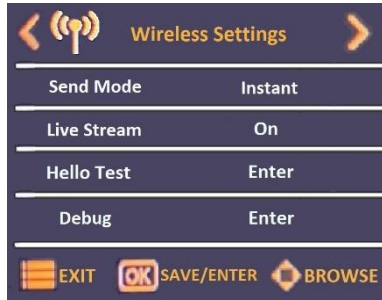 Wireless Settings
Send Mode Instant
Live Stream On
Hello Test Enter
Debug Enter
EXIT OK SAVE/ENTER BROWSE